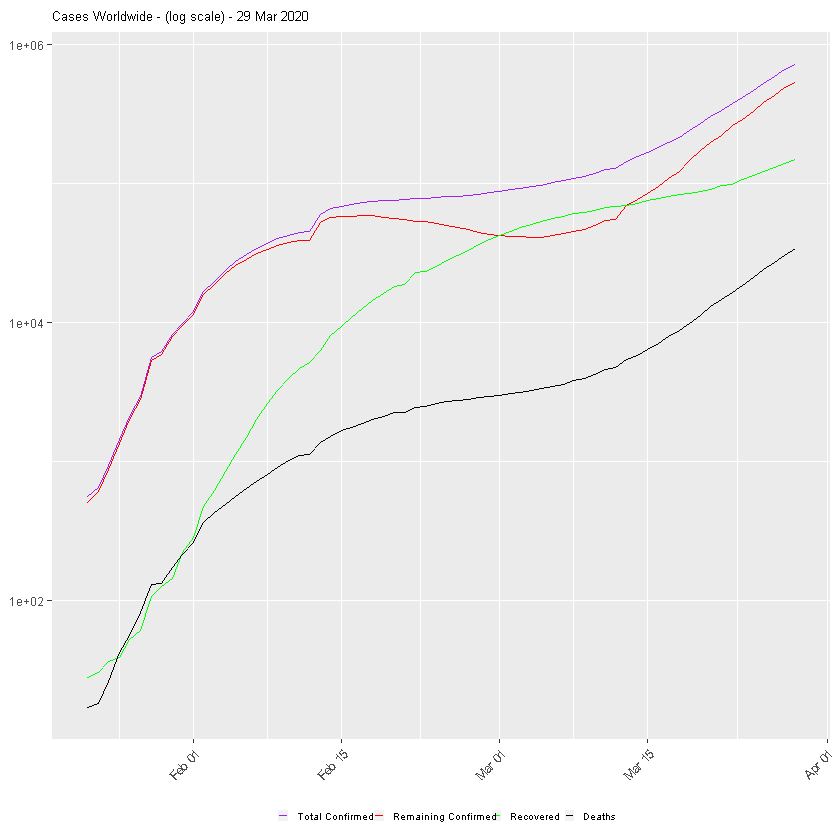 Cases Worldwide - (log scale) - 29 Mar 2020
1e+06
1e+04
1e+02
Feb 01
Feb 15
Mar 01
Mar 15
Apr 01
Total Confirmed Remaining Confirmed Recovered Deaths